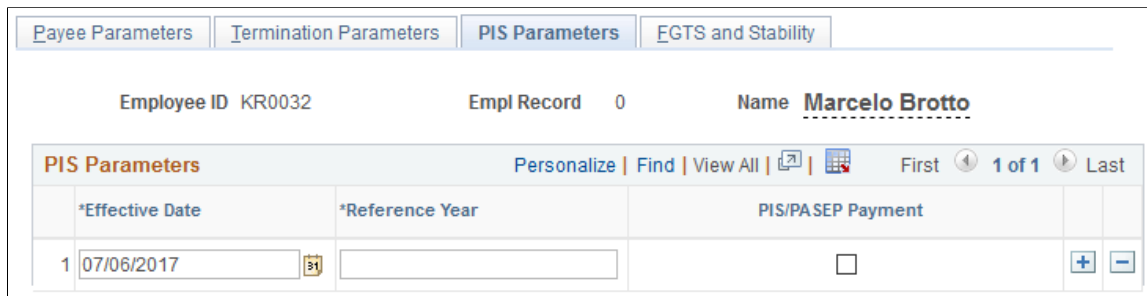 Payee Parameters Termination Parameters PIS Parameters FGTS and Stability
Employee ID KR0032 Empl Record 0 Name Marcelo Brotto
PIS Parameters Personalize | Find | View All | | First 1 of 1 Last
*Effective Date *Reference Year PIS/PASEP Payment
1 07/06/2017 31